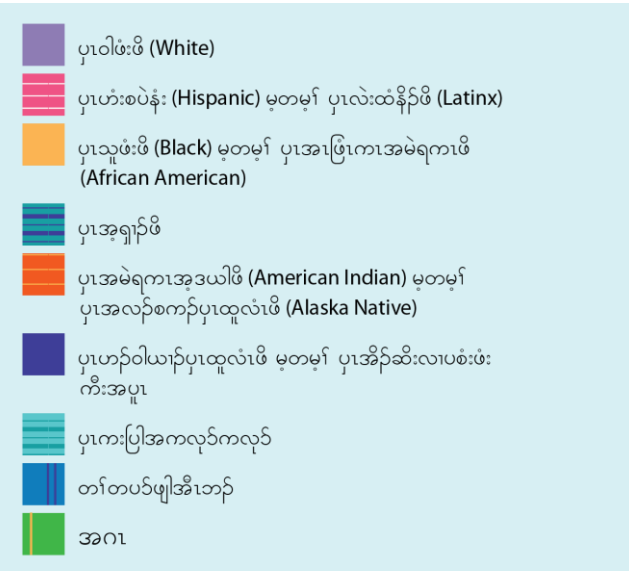 ပှၤဝါဖံးဖိ (White)
ပှၤဟံးစပဲနံး (Hispanic) မ့တမ့ၢ် ပှၤလဲးထံနိၣ်ဖိ (Latinx)
ပှၤသူဖံးဖိ (Black) မ့တမ့ၢ် ပှၤအၤဖြံၤကၤအမဲရကၤဖိ
(African American)
ပှၤအ့ရှၢၣ်ဖိ
ပှၤအမဲရကၤအ့ဒယါဖိ (American Indian) မ့တမ့ၢ်
ပှၤအလၣ်စကၣ်ပှၤထူလံၤဖိ (Alaska Native)
ပှၤဟၣ်ဝါယၢၣ်ပှၤထူလံၤဖိ မ့တမ့ၢ် ပှၤအိၣ်ဆိးလၢပစံးဖံး
ကီးအပူၤ
ပှၤကးပြါအကလုာ်ကလုာ်
တၢ်တပာ်ဖျါအီၤဘၣ်
အဂၤ